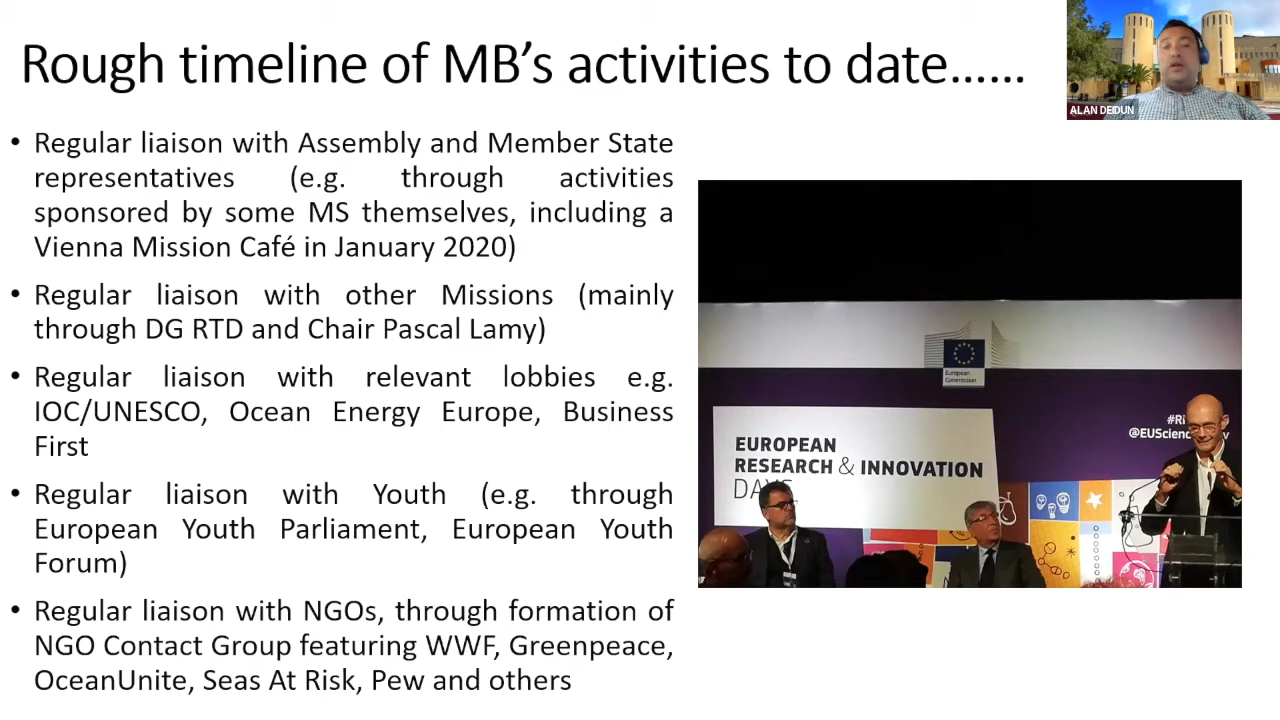 Rough timeline of MB's activities to date......
ALAN DEIDUN
• Regular liaison with Assembly and Member State
representatives (e.g. through activities
sponsored by some MS themselves, including a
Vienna Mission Café in January 2020)
• Regular liaison with other Missions (mainly
through DG RTD and Chair Pascal Lamy)
• Regular liaison with relevant lobbies e.g.
IOC/UNESCO, Ocean Energy Europe, Business
First
• Regular liaison with Youth (e.g. through
European Youth Parliament, European Youth
Forum)
• Regular liaison with NGOs, through formation of
NGO Contact Group featuring WWF, Greenpeace,
OceanUnite, Seas At Risk, Pew and others
European
Commission
EUROPEAN
RESEARCH & INNOVATION
DAYS